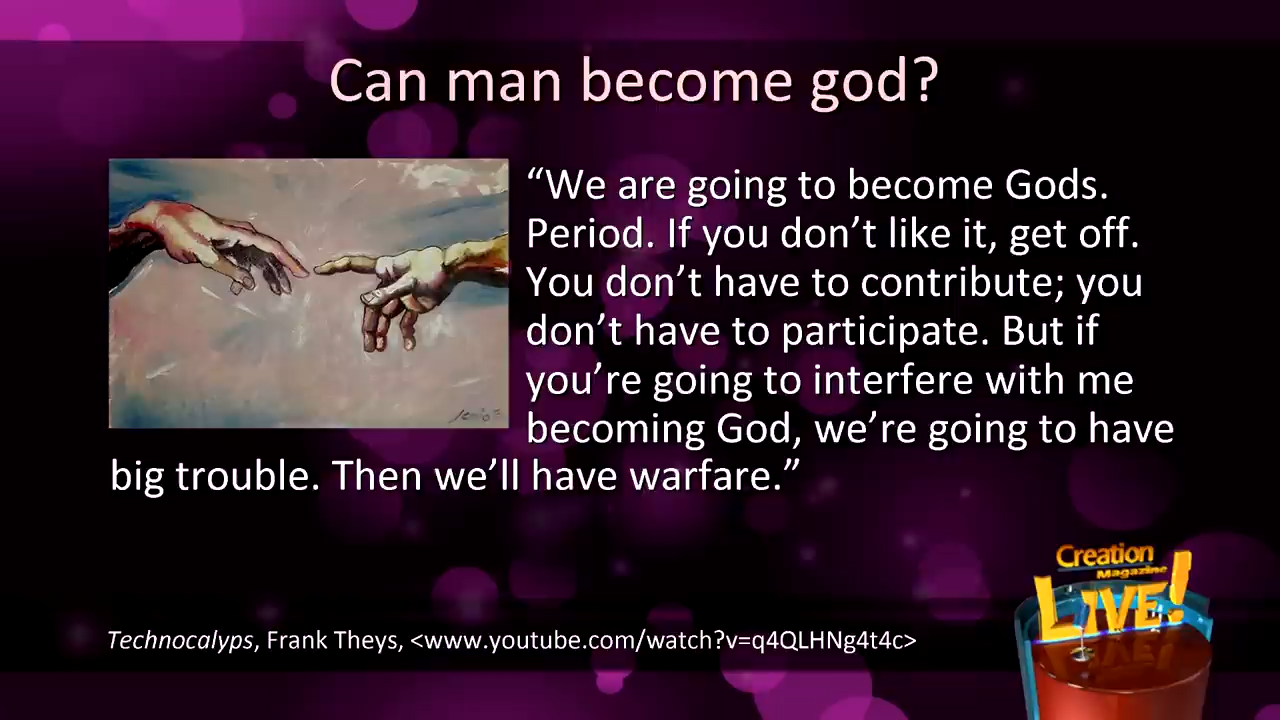 Can man become god?
“We are going to become Gods.
Period. If you don’t like it, get off.
You don’t have to contribute; you
don’t have to participate. But if
you’re going to interfere with me
becoming God, we’re going to have
big trouble. Then we’ll have warfare.”
Technocalyps, Frank Theys, <www.youtube.com/watch?v=q4QLHNg4t4c>
Creation
Magazine
LIVE!